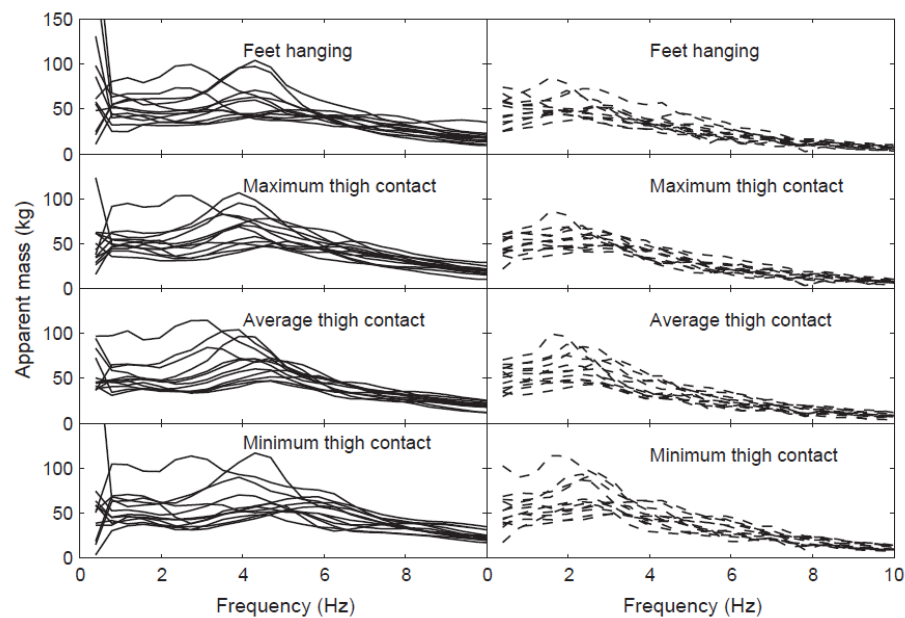 150
100
50
0
Feet hanging
Feet hanging
100
50
0
Maximum thigh contact
Maximum thigh contact
Apparent mass (kg)
100
50
0
Average thigh contact
Average thigh contact
100
50
0
Minimum thigh contact
Minimum thigh contact
0 2 4 6 8 0 2 4 6 8 10
Frequency (Hz)
Frequency (Hz)